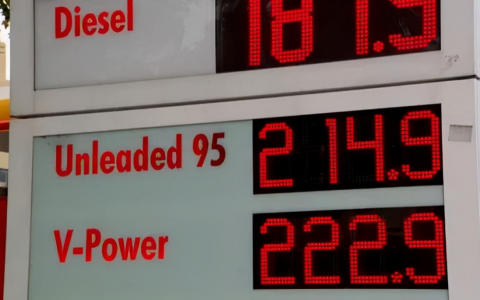 Diesel 181.9
Unleaded 95 214.9
V-Power 222.9